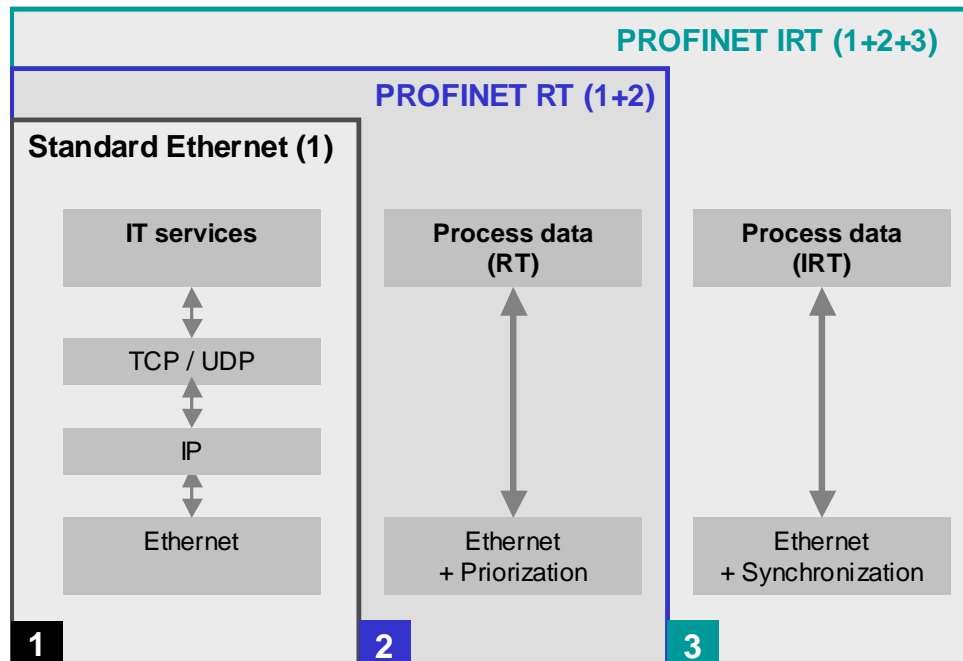 PROFINET IRT (1+2+3)
PROFINET RT (1+2)
Standard Ethernet (1)
IT services
TCP / UDP
IP
Ethernet
Process data
(RT)
Ethernet
+ Priorization
Process data
(IRT)
Ethernet
+ Synchronization
1
2
3